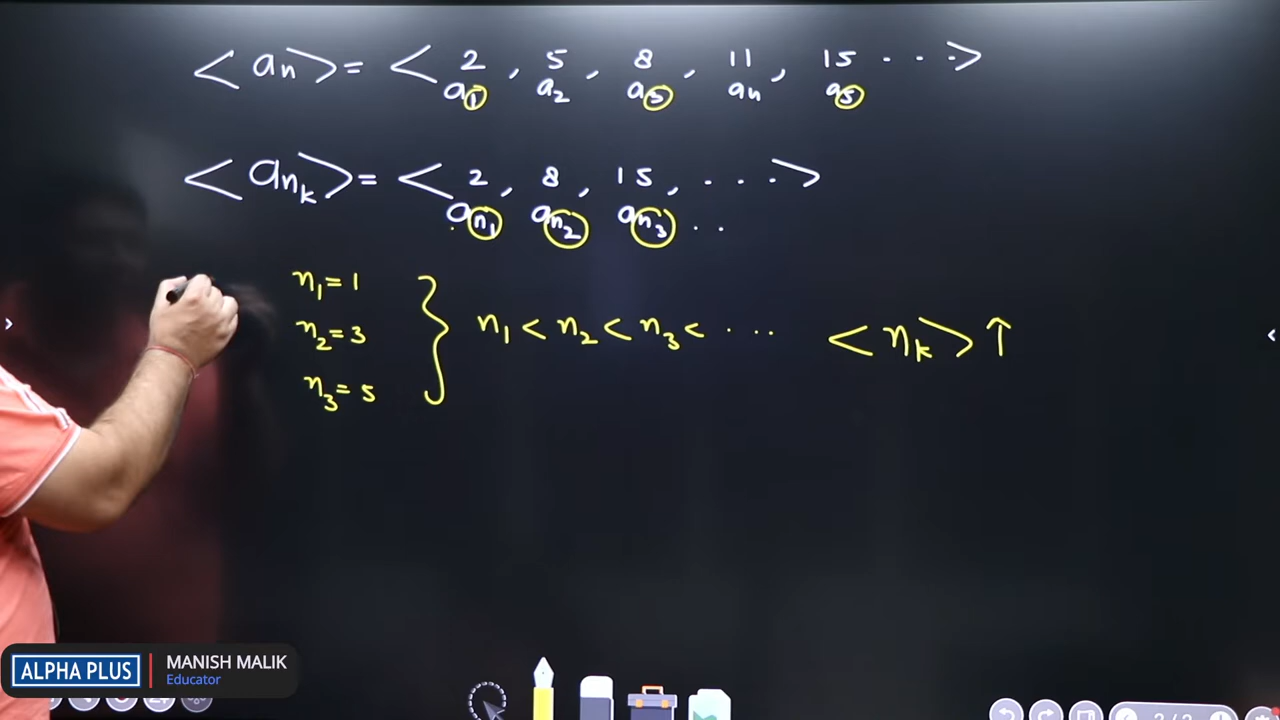 <aₙ> = < 2, 5, 8, 11, 15 . . . >
a₁ a₂ a₃ aₙ a₅
<aₙₖ> = < 2, 8, 15, . . . >
aₙ₁ aₙ₂ aₙ₃ . .
n₁ = 1
n₂ = 3
n₃ = 5
} n₁ < n₂ < n₃ < . . . . <nₖ> ↑
ALPHA PLUS
MANISH MALIK
Educator